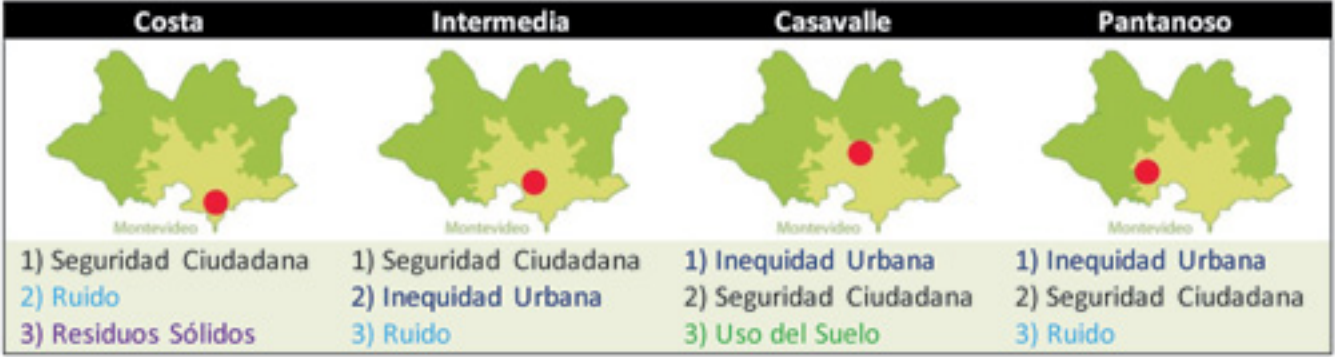 Costa
Montevideo
1) Seguridad Ciudadana
2) Ruido
3) Residuos Sólidos
Intermedia
Montevideo
1) Seguridad Ciudadana
2) Inequidad Urbana
3) Ruido
Casavalle
Montevideo
1) Inequidad Urbana
2) Seguridad Ciudadana
3) Uso del Suelo
Pantanoso
Montevideo
1) Inequidad Urbana
2) Seguridad Ciudadana
3) Ruido